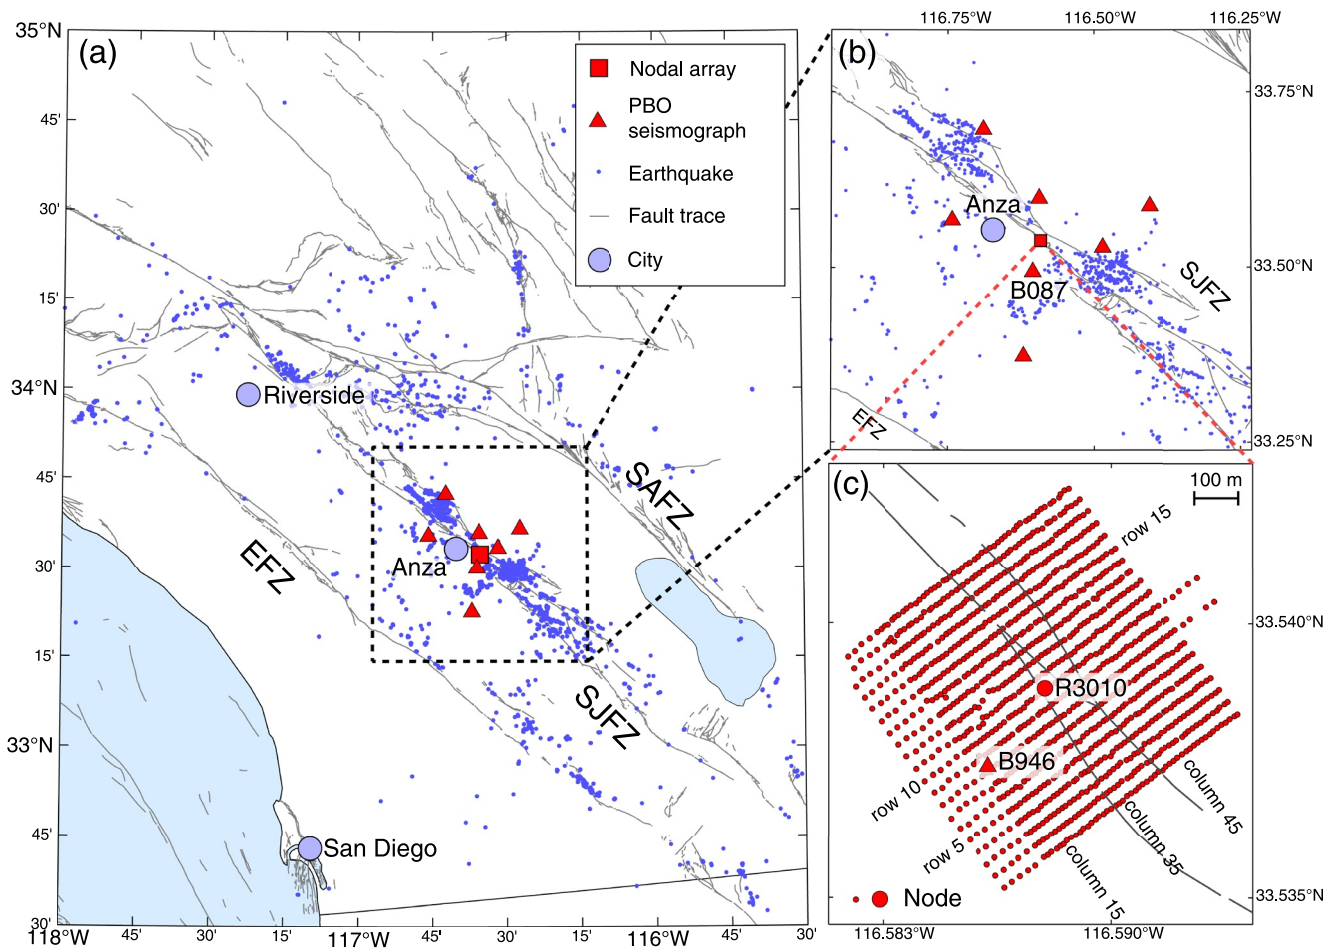 (a)
35°N
45'
30'
15'
34°N
45'
30'
15'
33°N
45'
30'
118°W
45'
30'
15'
117°W
45'
30'
15'
116°W
45'
30'
Nodal array
PBO
seismograph
Earthquake
Fault trace
City
Riverside
Anza
San Diego
EFZ
SAFZ
SJFZ
(b)
116.75°W
116.50°W
116.25°W
33.75°N
33.50°N
33.25°N
Anza
B087
SJFZ
EFZ
(c)
100 m
row 15
R3010
B946
row 10
row 5
column 45
column 35
column 15
Node
33.540°N
33.535°N
116.583°W
116.590°W